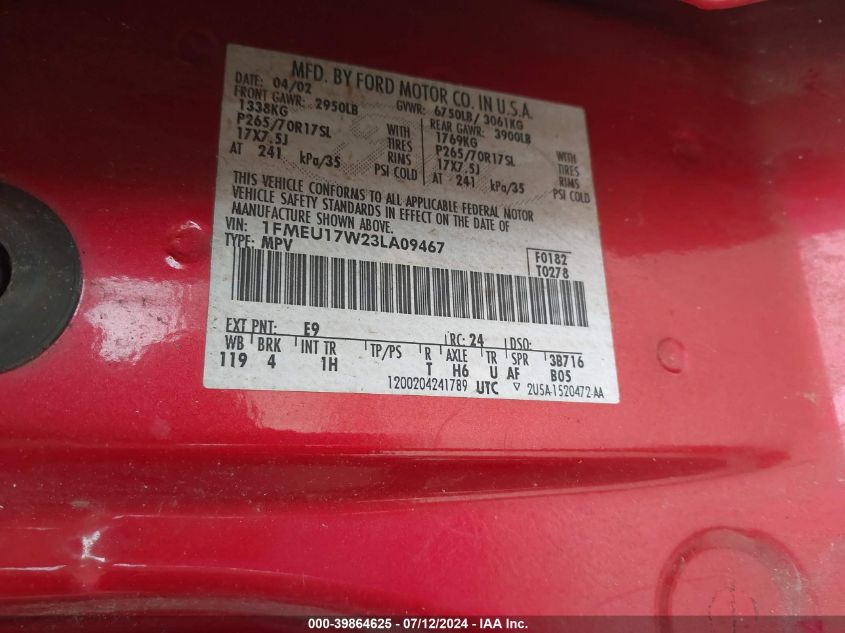 MFD. BY FORD MOTOR CO. IN U.S.A.
DATE: 04/02 GVWR: 6750LB/ 3061KG
FRONT GAWR: 2950LB REAR GAWR: 3900LB
1338KG WITH 1769KG WITH
P265/70R17SL TIRES P265/70R17SL TIRES
17X7.5J RIMS 17X7.5J RIMS
AT 241 kPa/35 PSI COLD AT 241 kPa/35 PSI COLD
THIS VEHICLE CONFORMS TO ALL APPLICABLE FEDERAL MOTOR
VEHICLE SAFETY STANDARDS IN EFFECT ON THE DATE OF
MANUFACTURE SHOWN ABOVE.
VIN: 1FMEU17W23LA09467
TYPE: MPV
F0182
T0278
EXT PNT: E9 RC: 24 DSO:
WB BRK INT TR TP/PS R AXLE TR SPR 38716
119 4 1H T H6 U AF B05
1200204241789 UTC ▽ 2U5A-1520472-AA
000-39864625 - 07/12/2024 - IAAI.com - Copyright IAA, Inc.